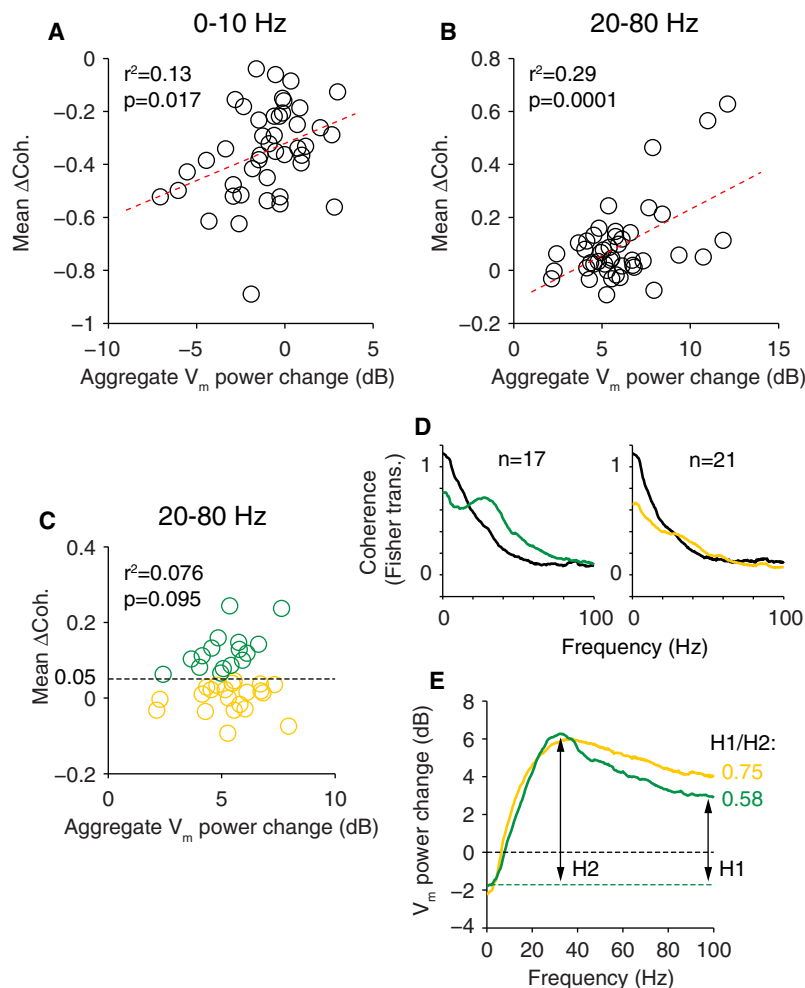 A
0-10 Hz
r²=0.13
p=0.017
Mean ΔCoh.
0
−0.2
−0.4
−0.6
−0.8
−1
−10
−5
0
5
Aggregate Vm power change (dB)
B
20-80 Hz
r²=0.29
p=0.0001
Mean ΔCoh.
0.8
0.6
0.4
0.2
0
−0.2
0
5
10
15
Aggregate Vm power change (dB)
C
20-80 Hz
r²=0.076
p=0.095
Mean ΔCoh.
0.4
0.2
0.05
0
−0.2
0
5
10
Aggregate Vm power change (dB)
D
n=17
n=21
Coherence
(Fisher trans.)
1
0
1
0
0
100
0
100
Frequency (Hz)
E
Vm power change (dB)
8
6
4
2
0
−2
−4
H1/H2:
0.75
0.58
H2
H1
0
20
40
60
80
100
Frequency (Hz)